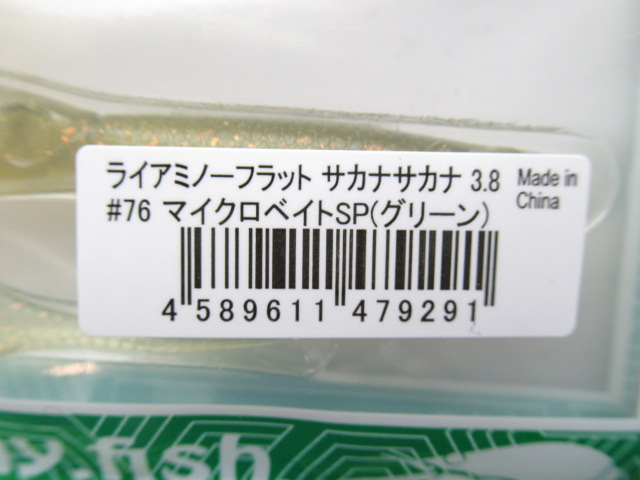 ライアミノーフラット サカナサカナ 3.8
#76 マイクロベイトSP(グリーン)
Made in
China
4 589611 479291
y.fish